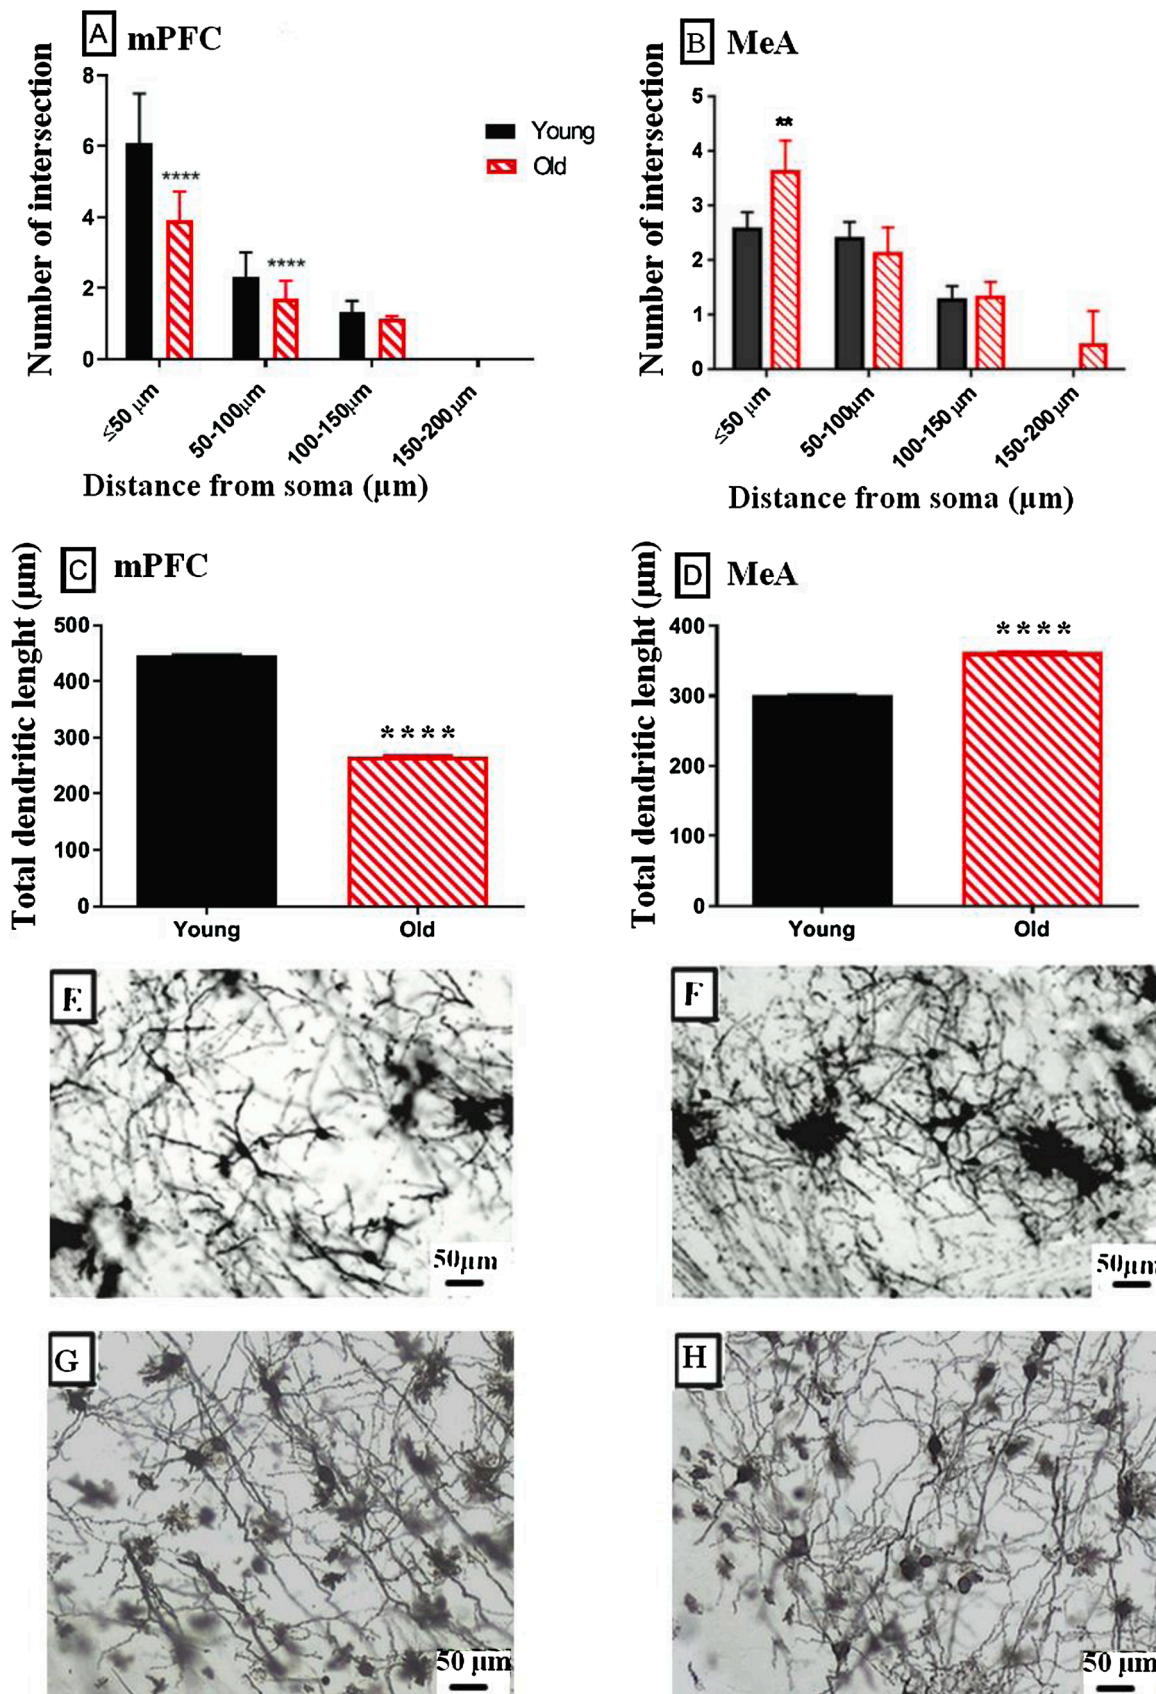 A mPFC
Number of intersection
8
6
4
2
0
****
****
Young
Old
≤50 µm
50-100µm
100-150µm
150-200 µm
Distance from soma (µm)
B MeA
Number of intersection
5
4
3
2
1
0
**
≤50 µm
50-100µm
100-150 µm
150-200 µm
Distance from soma (µm)
C mPFC
Total dendritic lenght (µm)
500
400
300
200
100
0
****
Young
Old
D MeA
Total dendritic lenght (µm)
400
300
200
100
0
****
Young
Old
E
50µm
F
50µm
G
50 µm
H
50 µm